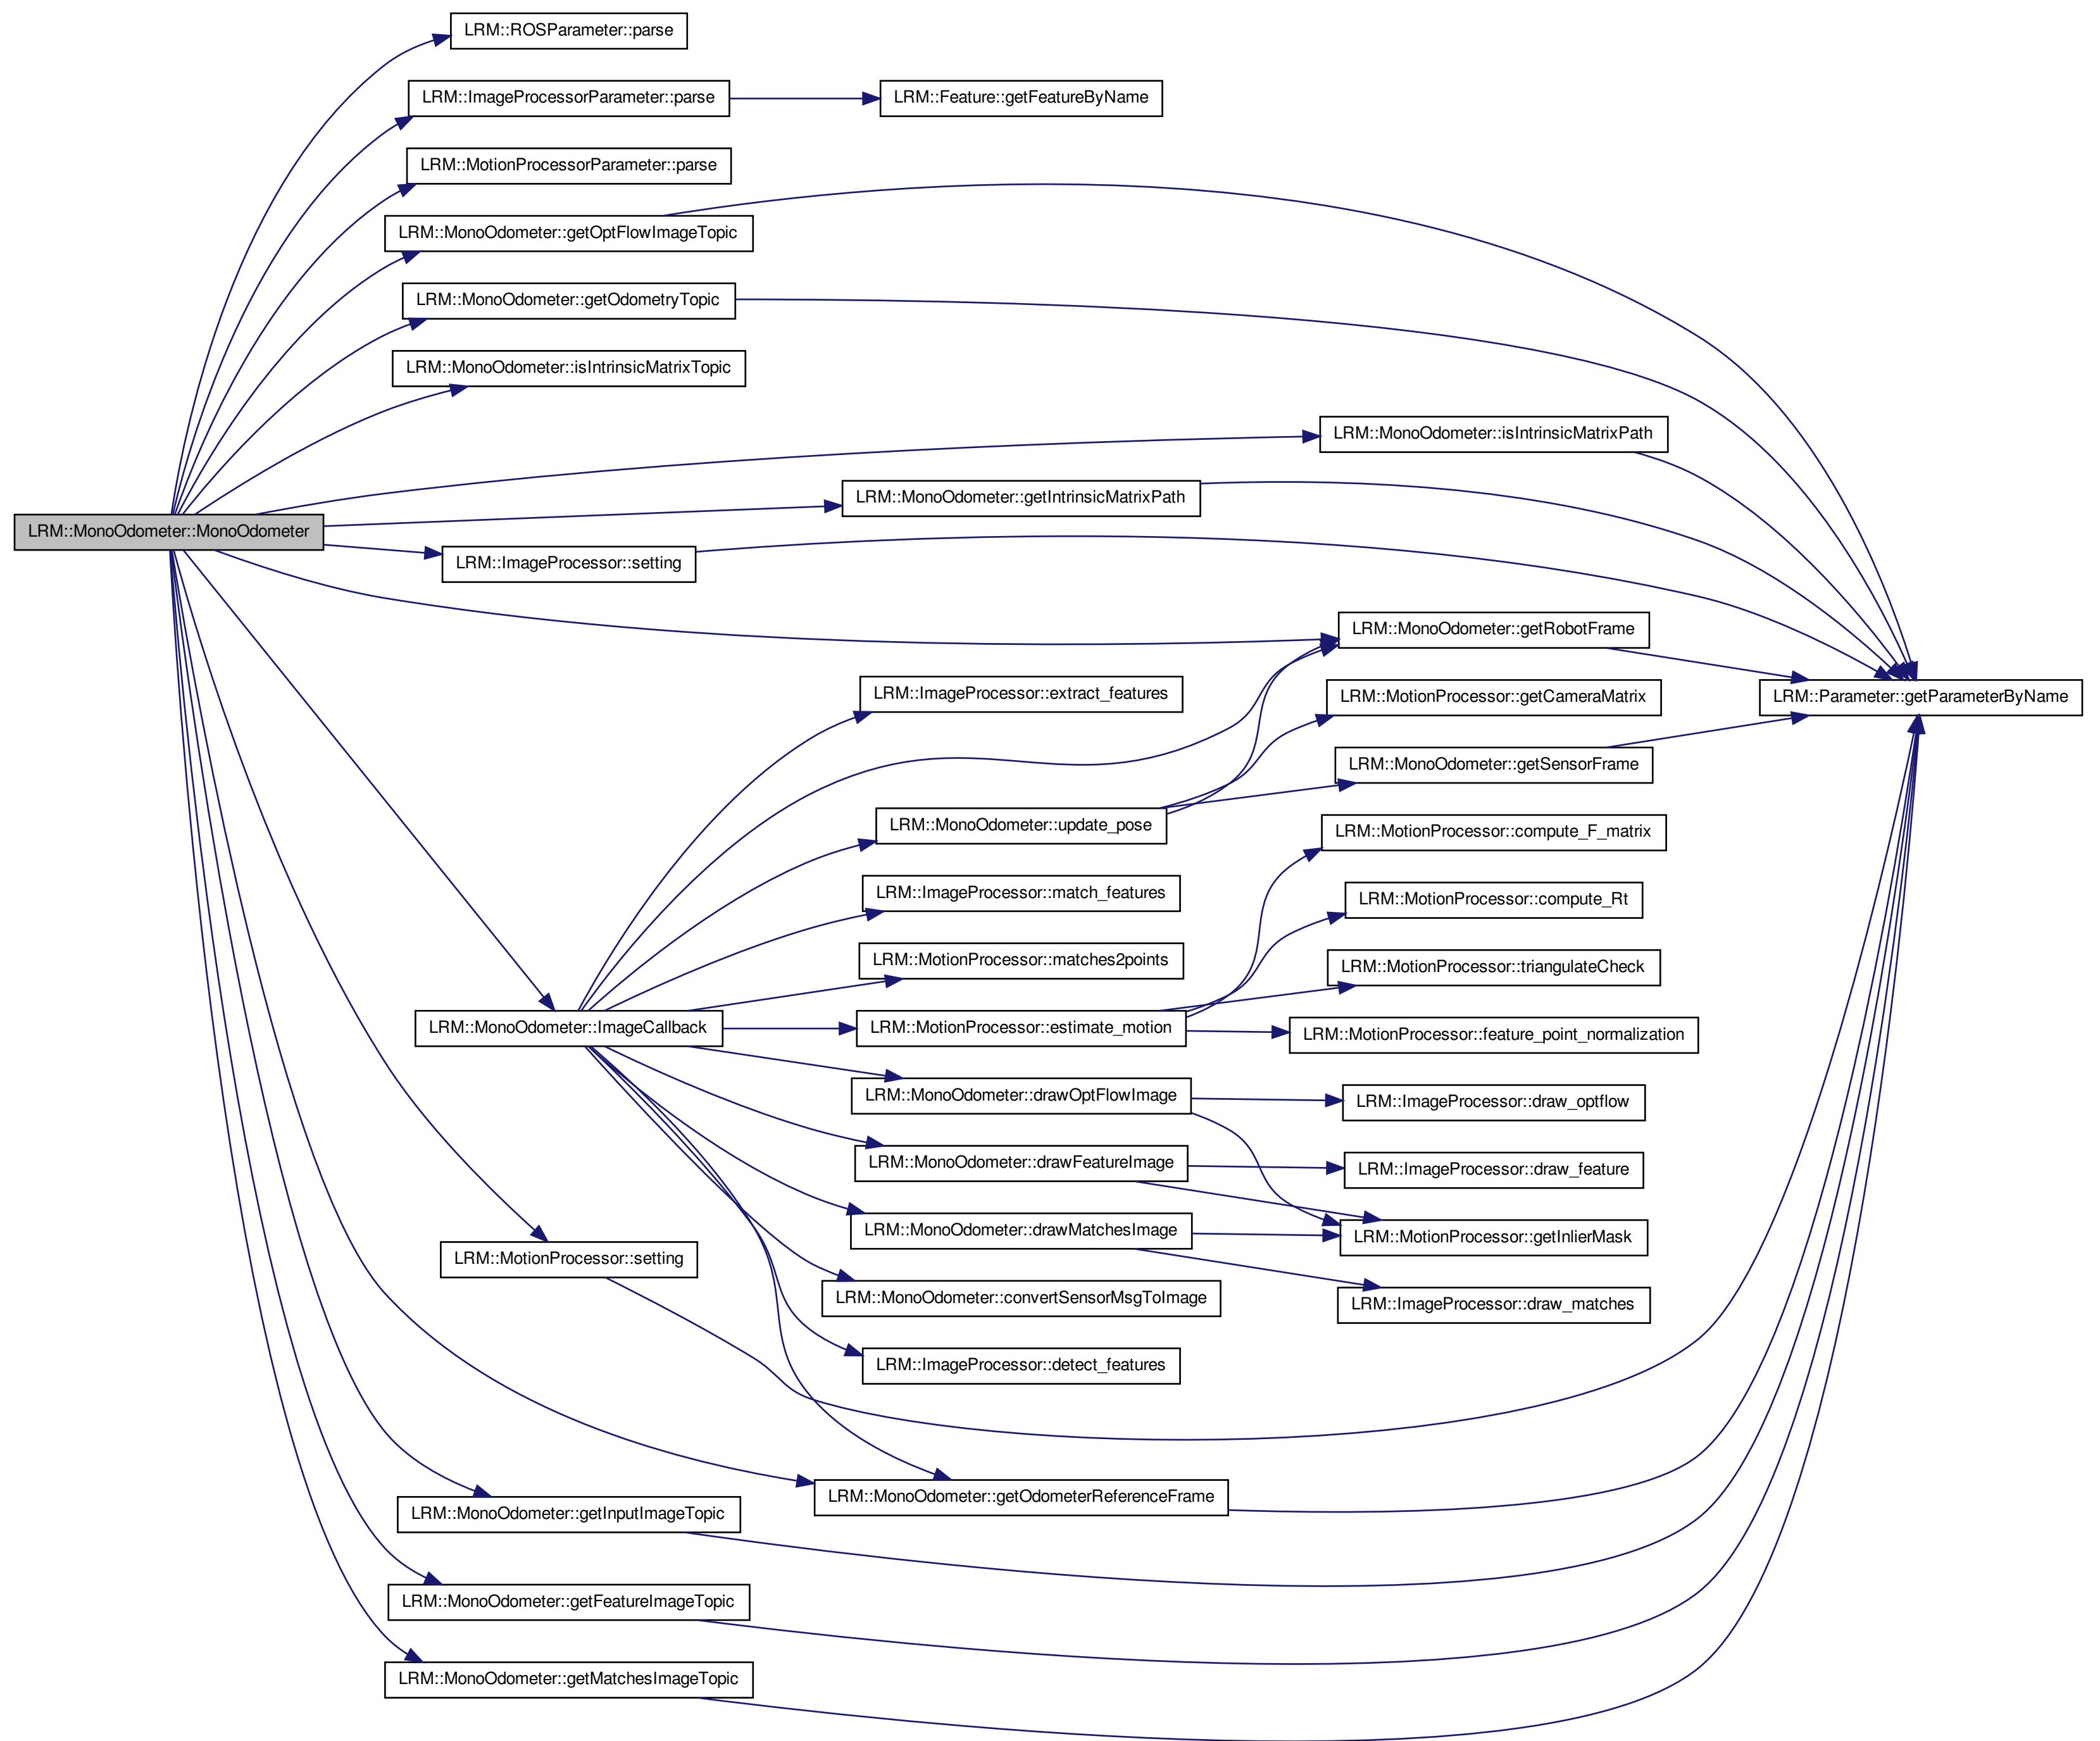 LRM::ROSParameter::parse
LRM::ImageProcessorParameter::parse
LRM::Feature::getFeatureByName
LRM::MotionProcessorParameter::parse
LRM::MonoOdometer::getOptFlowImageTopic
LRM::MonoOdometer::getOdometryTopic
LRM::MonoOdometer::isIntrinsicMatrixTopic
LRM::MonoOdometer::isIntrinsicMatrixPath
LRM::MonoOdometer::getIntrinsicMatrixPath
LRM::MonoOdometer::MonoOdometer
LRM::ImageProcessor::setting
LRM::MonoOdometer::getRobotFrame
LRM::ImageProcessor::extract_features
LRM::MotionProcessor::getCameraMatrix
LRM::Parameter::getParameterByName
LRM::MonoOdometer::getSensorFrame
LRM::MonoOdometer::update_pose
LRM::MotionProcessor::compute_F_matrix
LRM::ImageProcessor::match_features
LRM::MotionProcessor::compute_Rt
LRM::MotionProcessor::matches2points
LRM::MotionProcessor::triangulateCheck
LRM::MonoOdometer::ImageCallback
LRM::MotionProcessor::estimate_motion
LRM::MotionProcessor::feature_point_normalization
LRM::MonoOdometer::drawOptFlowImage
LRM::ImageProcessor::draw_optflow
LRM::MonoOdometer::drawFeatureImage
LRM::ImageProcessor::draw_feature
LRM::MonoOdometer::drawMatchesImage
LRM::MotionProcessor::getInlierMask
LRM::MotionProcessor::setting
LRM::MonoOdometer::convertSensorMsgToImage
LRM::ImageProcessor::draw_matches
LRM::ImageProcessor::detect_features
LRM::MonoOdometer::getOdometerReferenceFrame
LRM::MonoOdometer::getInputImageTopic
LRM::MonoOdometer::getFeatureImageTopic
LRM::MonoOdometer::getMatchesImageTopic